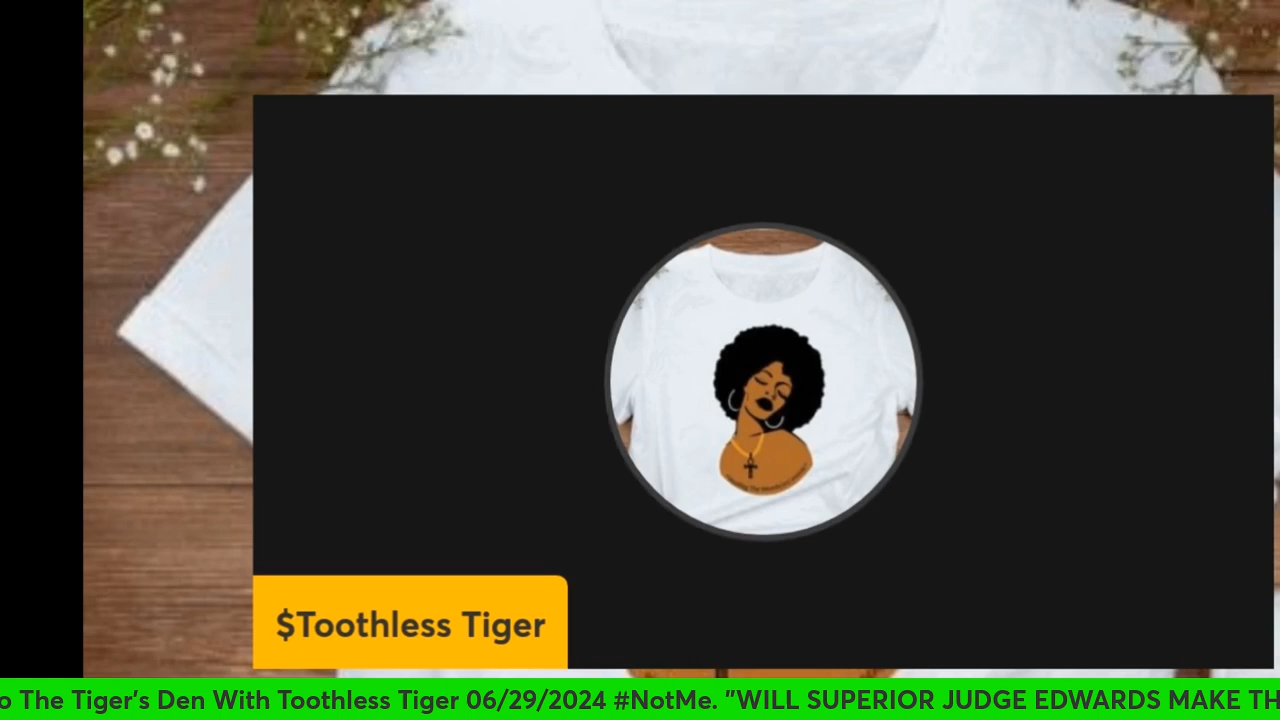 $Toothless Tiger
o The Tiger's Den With Toothless Tiger 06/29/2024 #NotMe. "WILL SUPERIOR JUDGE EDWARDS MAKE TH